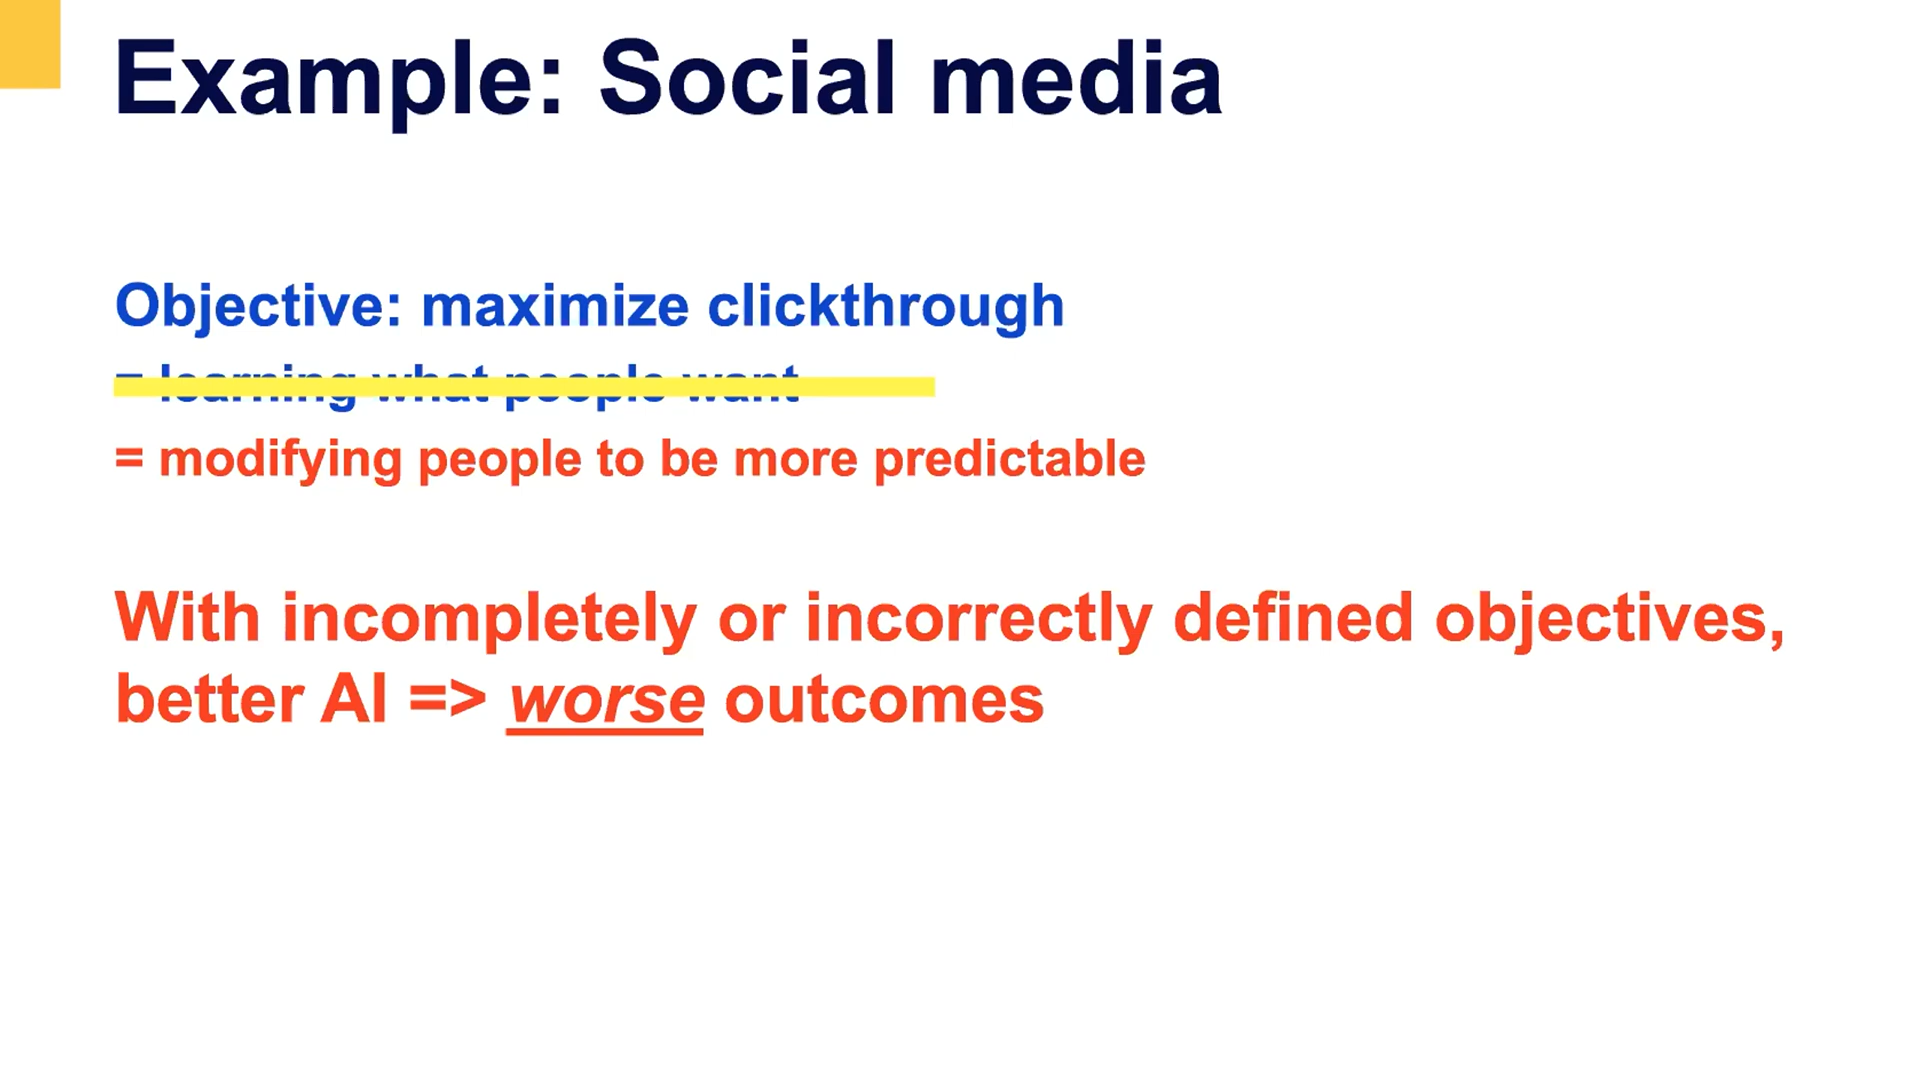 Example: Social media
Objective: maximize clickthrough
= learning what people want
= modifying people to be more predictable
With incompletely or incorrectly defined objectives,
better AI => worse outcomes